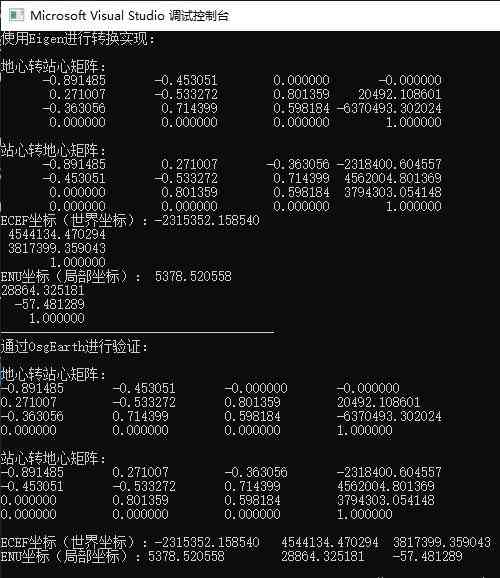 Microsoft Visual Studio 调试控制台
使用Eigen进行转换实现:
地心转站心矩阵:
-0.891485 -0.453051 0.000000 -0.000000
0.271007 -0.533272 0.801359 20492.108601
-0.363056 0.714399 0.598184 -6370493.302024
0.000000 0.000000 0.000000 1.000000
站心转地心矩阵:
-0.891485 0.271007 -0.363056 -2318400.604557
-0.453051 -0.533272 0.714399 4562004.801369
0.000000 0.801359 0.598184 3794303.054148
0.000000 0.000000 0.000000 1.000000
ECEF坐标(世界坐标):-2315352.158540
4544134.470294
3817399.359043
1.000000
ENU坐标(局部坐标): 5378.520558
28864.325181
-57.481289
1.000000
通过OsgEarth进行验证:
地心转站心矩阵:
-0.891485 -0.453051 -0.000000 -0.000000
0.271007 -0.533272 0.801359 20492.108601
-0.363056 0.714399 0.598184 -6370493.302024
0.000000 0.000000 0.000000 1.000000
站心转地心矩阵:
-0.891485 0.271007 -0.363056 -2318400.604557
-0.453051 -0.533272 0.714399 4562004.801369
0.000000 0.801359 0.598184 3794303.054148
0.000000 0.000000 0.000000 1.000000
ECEF坐标(世界坐标):-2315352.158540 4544134.470294 3817399.359043
ENU坐标(局部坐标):5378.520558 28864.325181 -57.481289